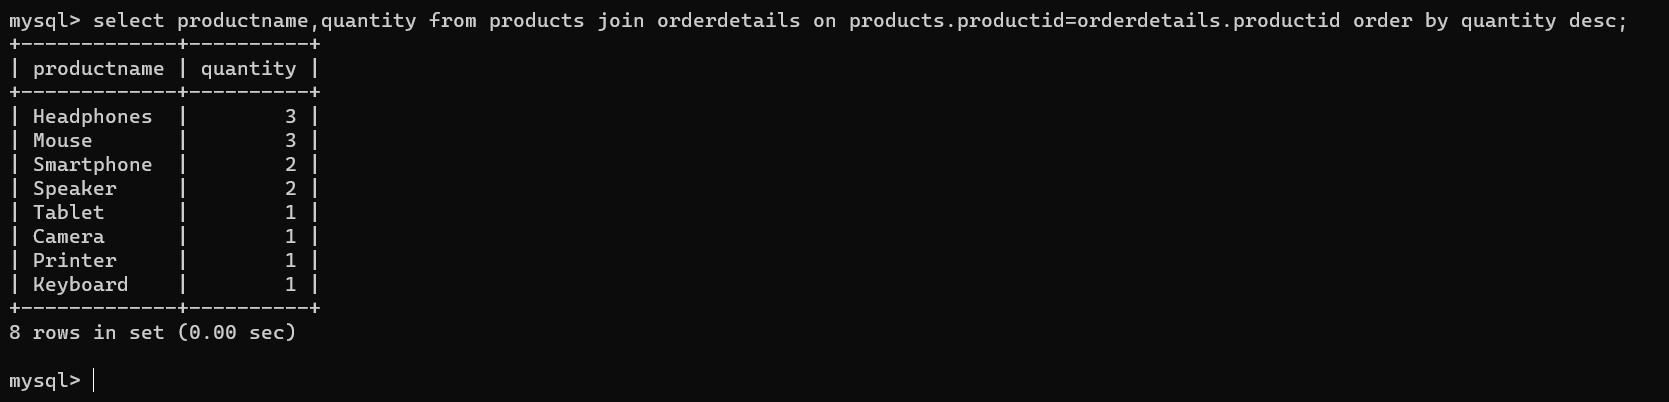 mysql> select productname,quantity from products join orderdetails on products.productid=orderdetails.productid order by quantity desc;
+-------------+----------+
| productname | quantity |
+-------------+----------+
| Headphones  |        3 |
| Mouse       |        3 |
| Smartphone  |        2 |
| Speaker     |        2 |
| Tablet      |        1 |
| Camera      |        1 |
| Printer     |        1 |
| Keyboard    |        1 |
+-------------+----------+
8 rows in set (0.00 sec)
mysql>